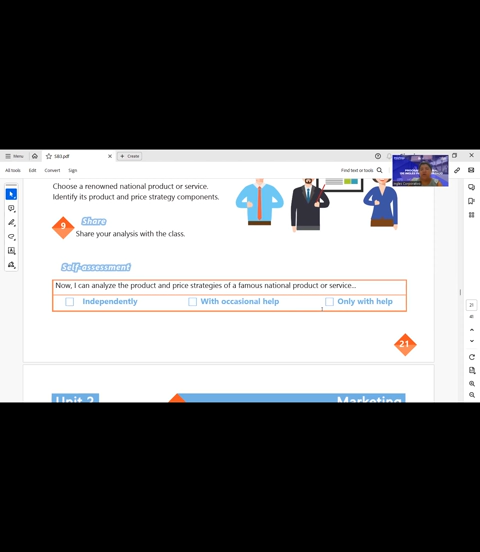 Menu
SB3.pdf
Create
All tools
Edit
Convert
Sign
Find text or tools
Choose a renowned national product or service.
Identify its product and price strategy components.
9
Share
Share your analysis with the class.
Self-assessment
Now, I can analyze the product and price strategies of a famous national product or service...
Independently
With occasional help
Only with help
21
21
Unit 2
Marketing